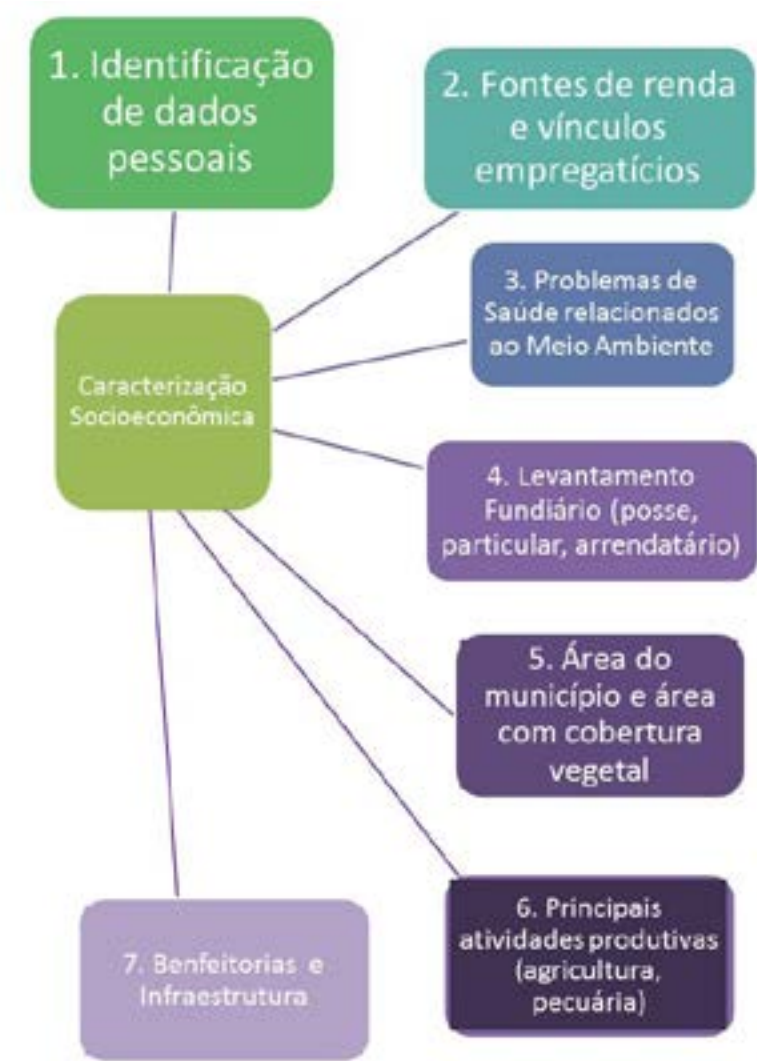 1. Identificação
de dados
pessoais
2. Fontes de renda
e vínculos
empregatícios
3. Problemas de
Saúde relacionados
ao Meio Ambiente
Caracterização
Socioeconômica
4. Levantamento
Fundiário (posse,
particular, arrendatário)
5. Área do
município e área
com cobertura
vegetal
6. Principais
atividades produtivas
(agricultura,
pecuária)
7. Benfeitorias e
Infraestrutura